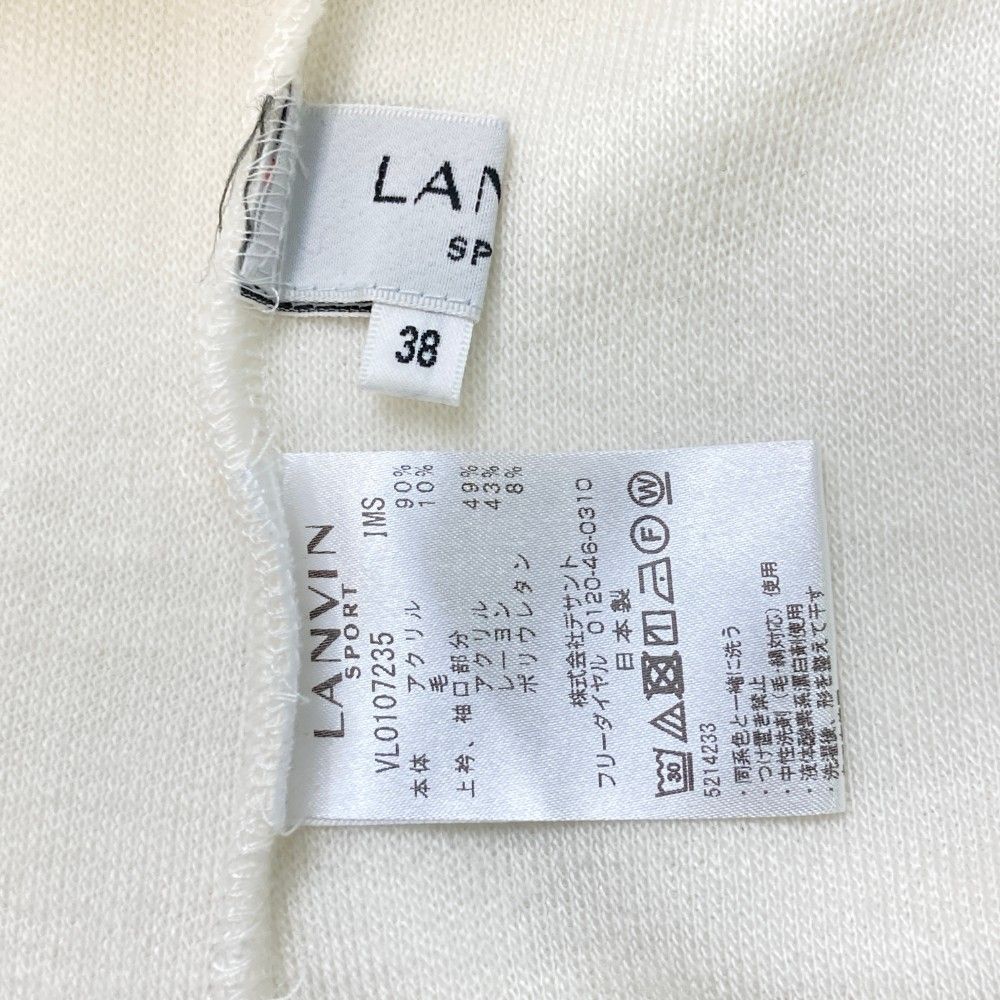 LAN
SP
38
LANVIN
SPORT
VLO107235 IMS
本体 アクリル 90%
毛 10%
上衿、袖口部分
アクリル 49%
レーヨン 43%
ポリウレタン 8%
株式会社デサント
フリーダイヤル 0120-46-0310
日本製
30 F W
5214233
・同系色と一緒に洗う
・つけ置き禁止
・中性洗剤(毛・絹対応)使用
・液体酸素系漂白剤使用
・洗濯後、形を整えて干す